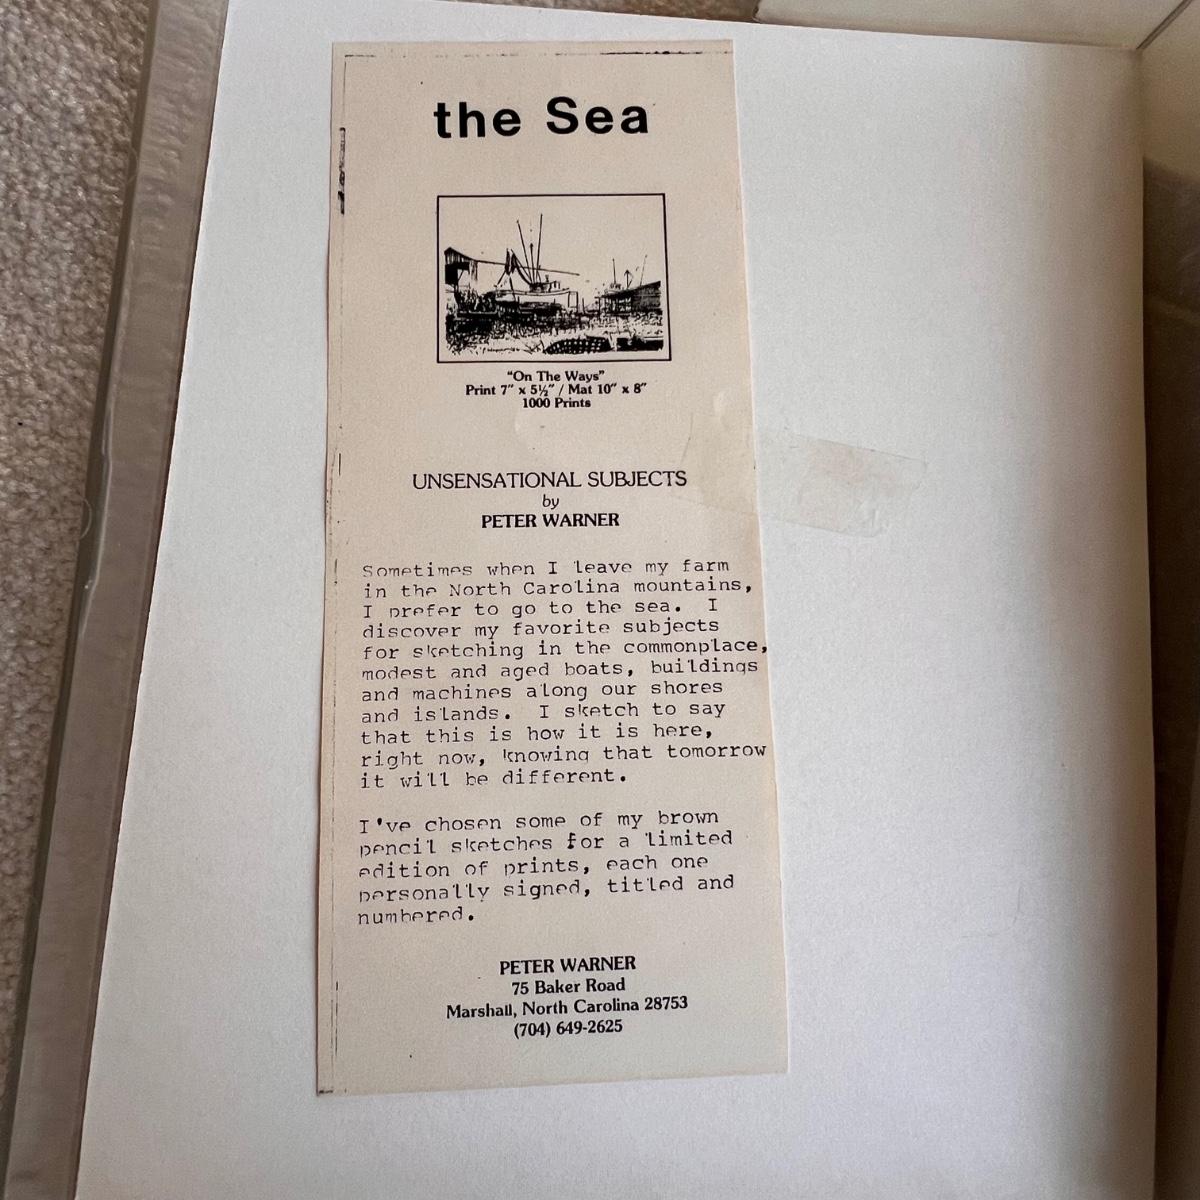 the Sea
"On The Ways"
Print 7" x 5½" / Mat 10" x 8"
1000 Prints
UNSENSATIONAL SUBJECTS
by
PETER WARNER
Sometimes when I leave my farm
in the North Carolina mountains,
I prefer to go to the sea. I
discover my favorite subjects
for sketching in the commonplace,
modest and aged boats, buildings
and machines along our shores
and islands. I sketch to say
that this is how it is here,
right now, knowing that tomorrow
it will be different.
I've chosen some of my brown
pencil sketches for a limited
edition of prints, each one
personally signed, titled and
numbered.
PETER WARNER
75 Baker Road
Marshall, North Carolina 28753
(704) 649-2625